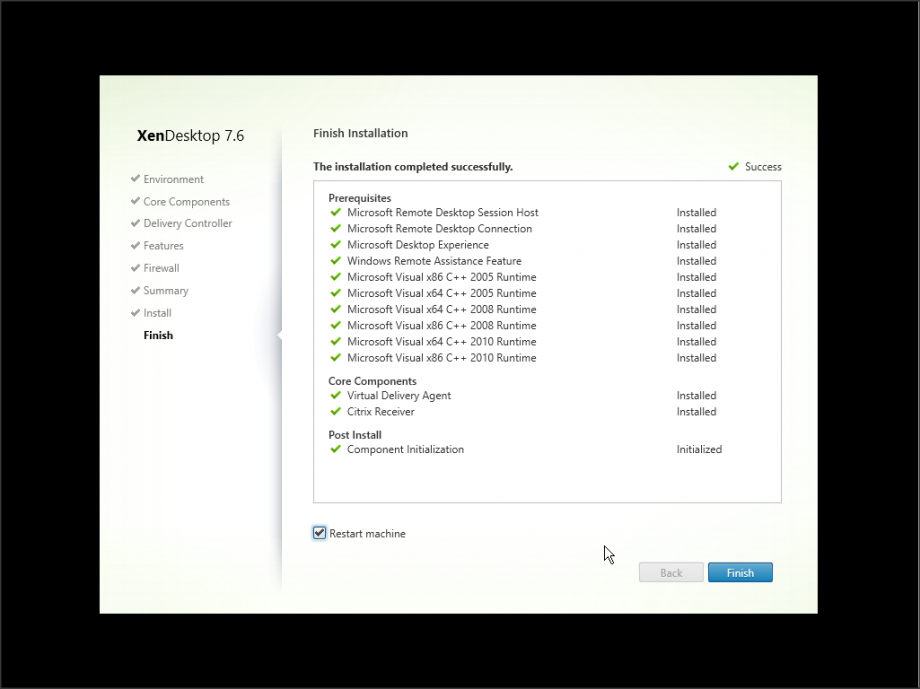 XenDesktop 7.6
Environment
Core Components
Delivery Controller
Features
Firewall
Summary
Install
Finish
Finish Installation
The installation completed successfully. Success
Prerequisites
Microsoft Remote Desktop Session Host Installed
Microsoft Remote Desktop Connection Installed
Microsoft Desktop Experience Installed
Windows Remote Assistance Feature Installed
Microsoft Visual x86 C++ 2005 Runtime Installed
Microsoft Visual x64 C++ 2005 Runtime Installed
Microsoft Visual x64 C++ 2008 Runtime Installed
Microsoft Visual x86 C++ 2008 Runtime Installed
Microsoft Visual x64 C++ 2010 Runtime Installed
Microsoft Visual x86 C++ 2010 Runtime Installed
Core Components
Virtual Delivery Agent Installed
Citrix Receiver Installed
Post Install
Component Initialization Initialized
Restart machine
Back Finish